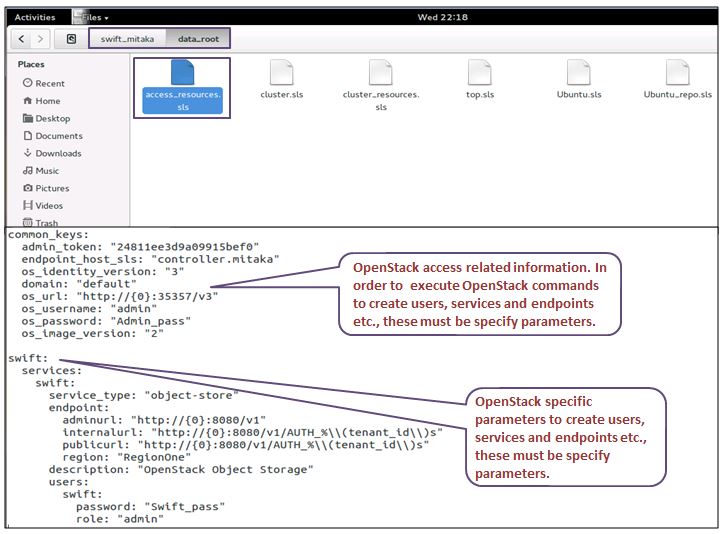 Activities Files Wed 22:18
swift_mitaka data_root
Places
Recent
Home
Desktop
Documents
Downloads
Music
Pictures
Videos
Trash
access_resources.
sls
cluster.sls
cluster_resources.
sls
top.sls
Ubuntu.sls
Ubuntu_repo.sls
common_keys:
admin_token: "24811ee3d9a09915bef0"
endpoint_host_sls: "controller.mitaka"
os_identity_version: "3"
domain: "default"
os_url: "http://{0}:35357/v3"
os_username: "admin"
os_password: "Admin_pass"
os_image_version: "2"
OpenStack access related information. In
order to execute OpenStack commands
to create users, services and endpoints
etc., these must be specify parameters.
swift:
services:
swift:
service_type: "object-store"
endpoint:
adminurl: "http://{0}:8080/v1"
internalurl: "http://{0}:8080/v1/AUTH_%\\(tenant_id\\)s"
publicurl: "http://{0}:8080/v1/AUTH_%\\(tenant_id\\)s"
region: "RegionOne"
description: "OpenStack Object Storage"
users:
swift:
password: "Swift_pass"
role: "admin"
OpenStack specific
parameters to create users,
services and endpoints etc.,
these must be specify
parameters.